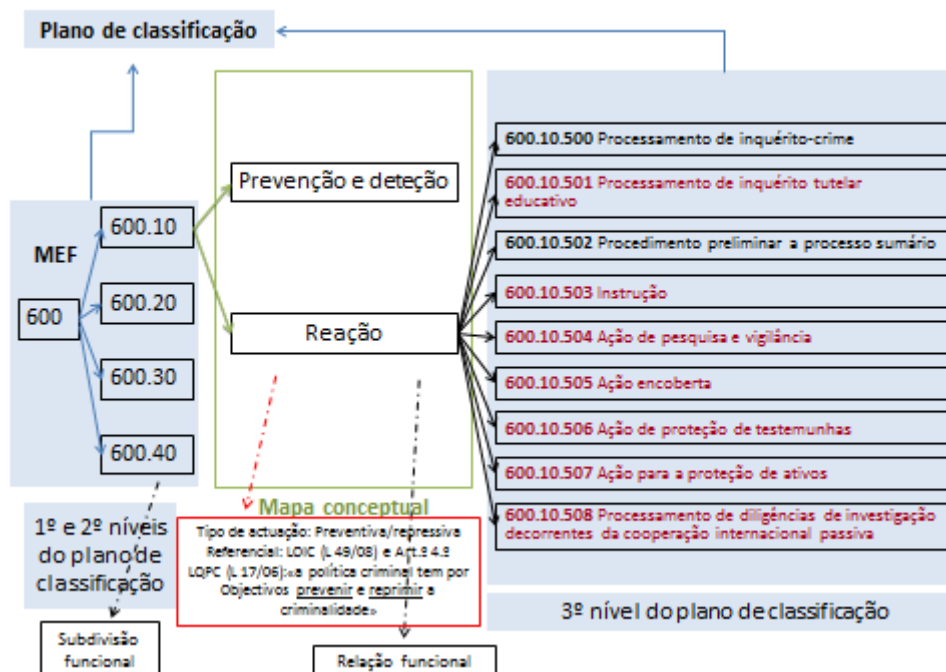 Plano de classificação
MEF
600
600.10
600.20
600.30
600.40
1º e 2º níveis
do plano de
classificação
Subdivisão
funcional
Prevenção e deteção
Reação
Mapa conceptual
Tipo de actuação: Preventiva/repressiva
Referencial: LOIC (L 49/08) e Art.º 4.º
LQPC (L 17/06):«a política criminal tem por
Objectivos prevenir e reprimir a
criminalidade»
Relação funcional
600.10.500 Processamento de inquérito-crime
600.10.501 Processamento de inquérito tutelar
educativo
600.10.502 Procedimento preliminar a processo sumário
600.10.503 Instrução
600.10.504 Ação de pesquisa e vigilância
600.10.505 Ação encoberta
600.10.506 Ação de proteção de testemunhas
600.10.507 Ação para a proteção de ativos
600.10.508 Processamento de diligências de investigação
decorrentes da cooperação internacional passiva
3º nível do plano de classificação